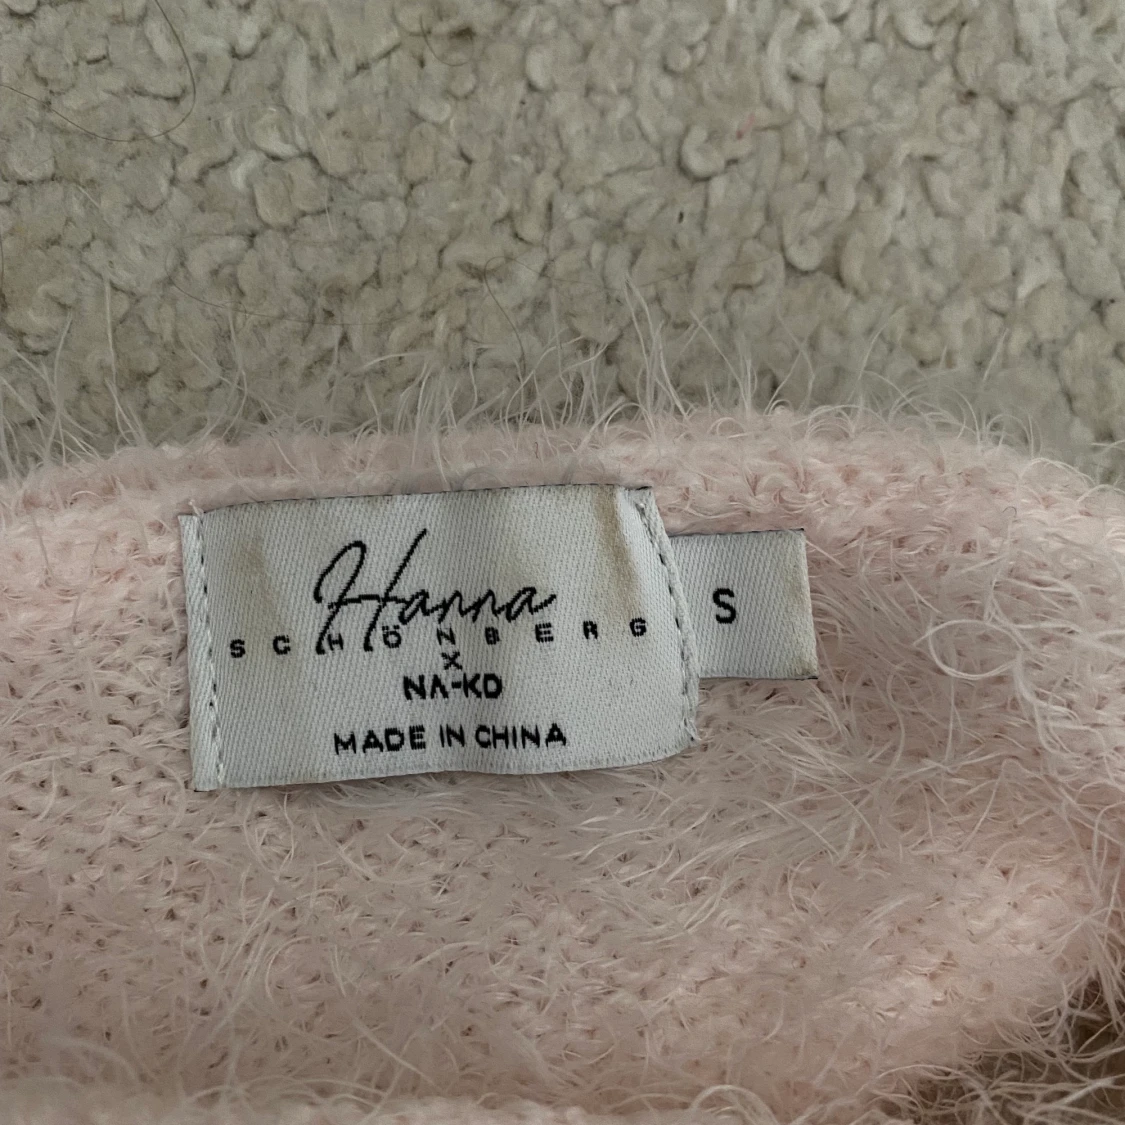 Hanna
SCHÖNBERG
X
NA-KD
MADE IN CHINA
S